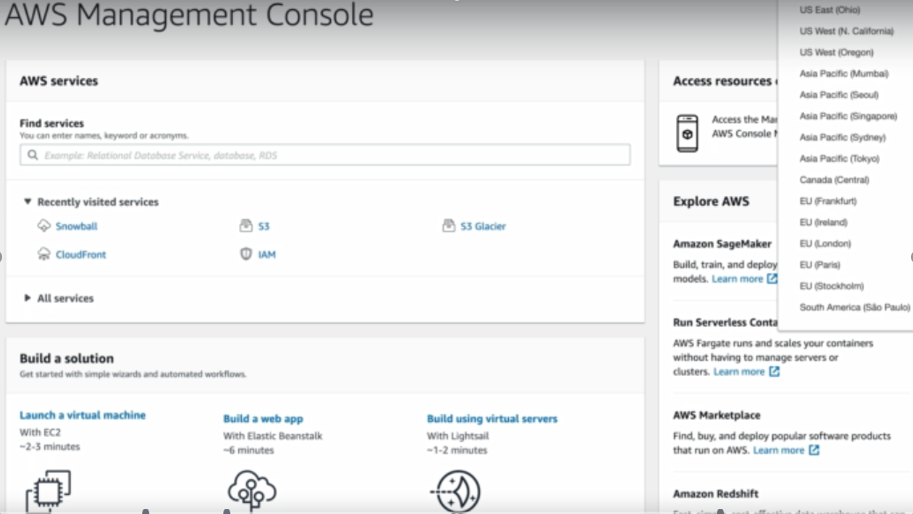 AWS Management Console
AWS services
Find services
You can enter names, keyword or acronyms.
Example: Relational Database Service, database, RDS
Recently visited services
Snowball
S3
S3 Glacier
CloudFront
IAM
All services
Build a solution
Get started with simple wizards and automated workflows.
Launch a virtual machine
With EC2
~2-3 minutes
Build a web app
With Elastic Beanstalk
~6 minutes
Build using virtual servers
With Lightsail
~1-2 minutes
Access resources
Access the
AWS Console
Explore AWS
Amazon SageMaker
Build, train, and deploy
models. Learn more
Run Serverless
AWS Fargate runs and scales your containers
without having to manage servers or
clusters. Learn more
AWS Marketplace
Find, buy, and deploy popular software products
that run on AWS. Learn more
Amazon Redshift
US East (Ohio)
US West (N. California)
US West (Oregon)
Asia Pacific (Mumbai)
Asia Pacific (Seoul)
Asia Pacific (Singapore)
Asia Pacific (Sydney)
Asia Pacific (Tokyo)
Canada (Central)
EU (Frankfurt)
EU (Ireland)
EU (London)
EU (Paris)
EU (Stockholm)
South America (São Paulo)